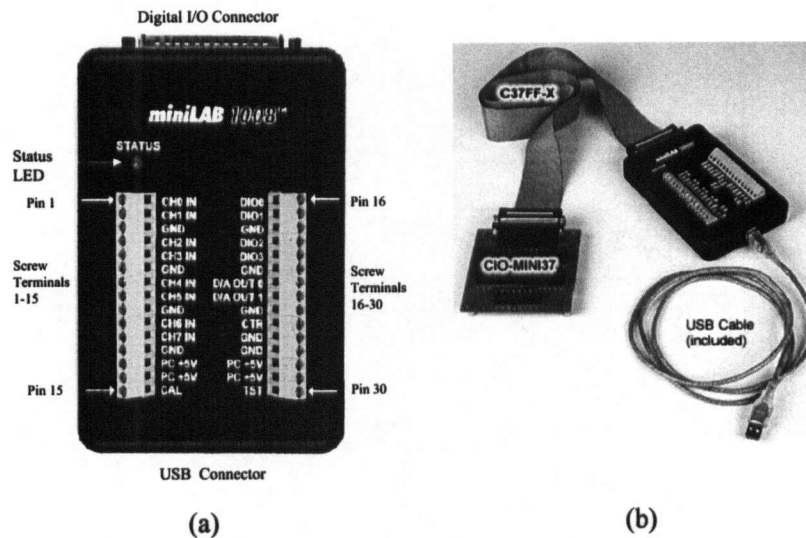 Digital I/O Connector
miniLAB 1008™
STATUS
Status
LED
Pin 1
Screw
Terminals
1-15
Pin 15
CH0 IN
CH1 IN
GND
CH2 IN
CH3 IN
GND
CH4 IN
CH5 IN
GND
CH6 IN
CH7 IN
GND
PC +5V
PC +5V
CAL
DIO0
DIO1
GND
DIO2
DIO3
GND
D/A OUT 0
D/A OUT 1
GND
CTR
GND
GND
PC +5V
PC +5V
TST
Pin 16
Screw
Terminals
16-30
Pin 30
USB Connector
(a)
C37FF-X
CIO-MINI37
USB Cable
(included)
(b)